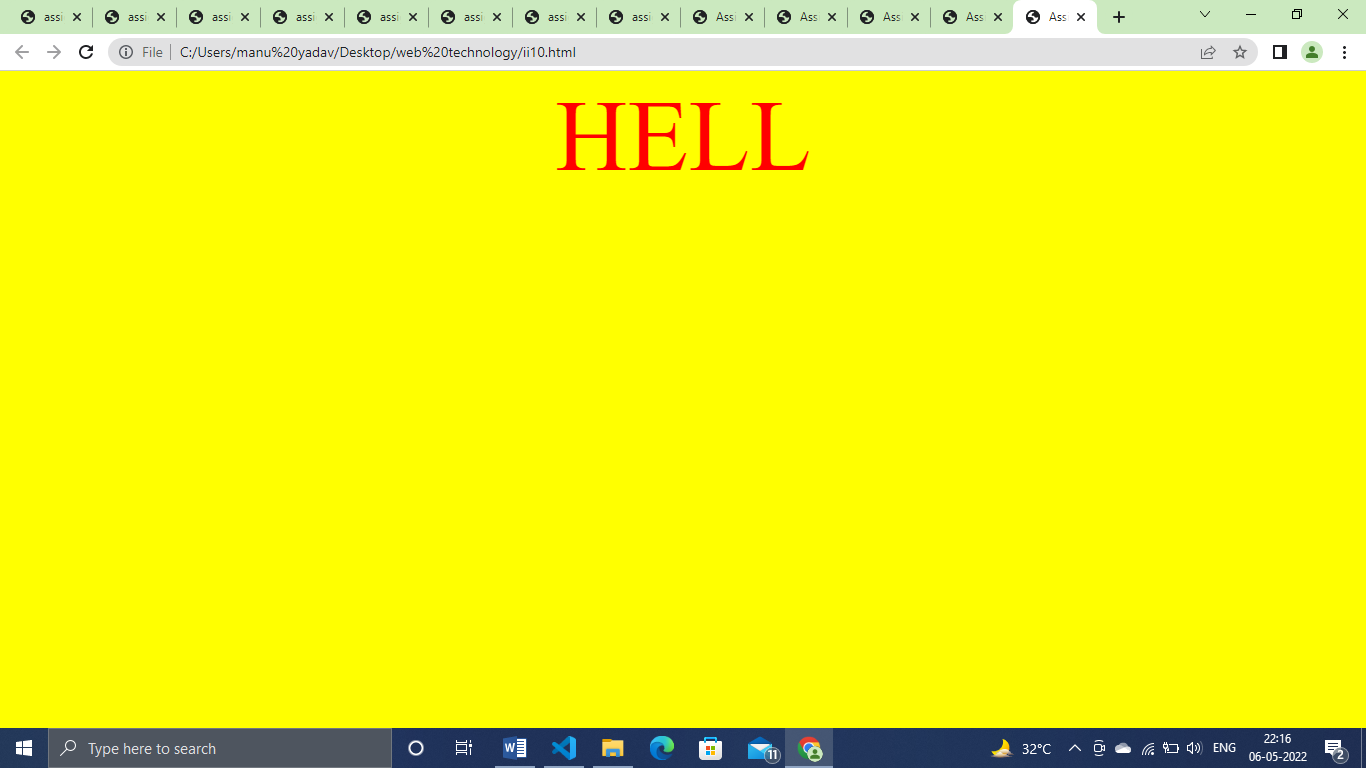 assi assi assi assi assi assi assi assi Assi Ass Ass Ass Ass
File C:/Users/manu%20yadav/Desktop/web%20technology/ii10.html
HELL
Type here to search 11 32°C ENG 22:16 2
06-05-2022